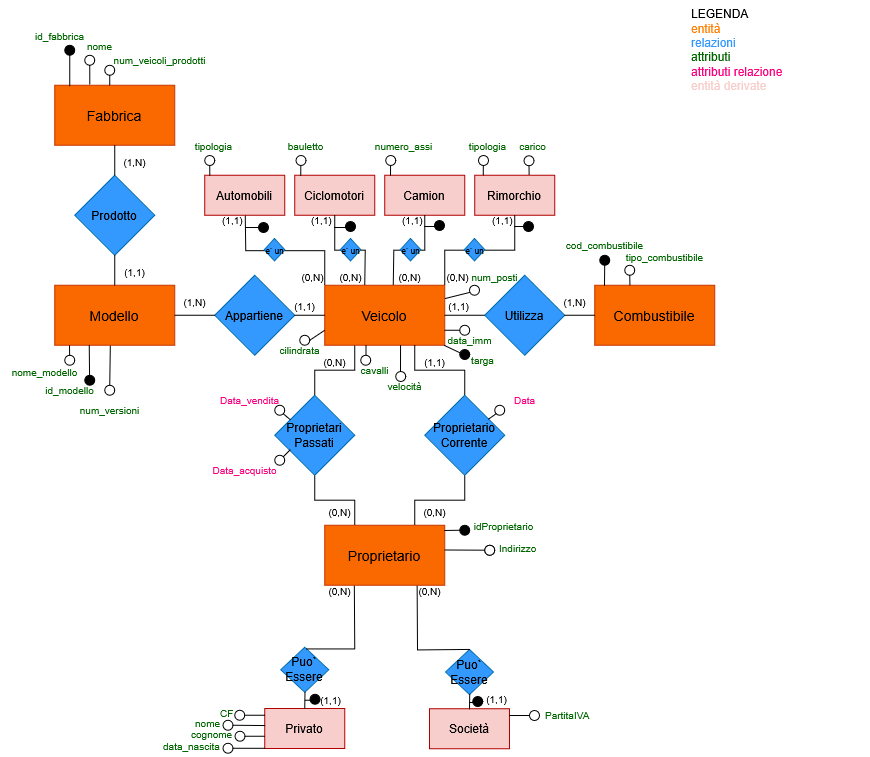 LEGENDA
entità
relazioni
attributi
attributi relazione
entità derivate
id_fabbrica
nome
num_veicoli_prodotti
Fabbrica
(1,N)
Prodotto
(1,1)
tipologia
bauletto
numero_assi
tipologia
carico
Automobili
Ciclomotori
Camion
Rimorchio
(1,1)
(1,1)
(1,1)
(1,1)
e' un
e' un
e' un
e' un
(0,N)
(0,N)
(0,N)
(0,N)
num_posti
cod_combustibile
tipo_combustibile
Modello
(1,N)
Appartiene
(1,1)
Veicolo
(1,1)
Utilizza
(1,N)
Combustibile
cilindrata
data_imm
targa
cavalli
velocità
nome_modello
id_modello
num_versioni
(0,N)
(1,1)
Data_vendita
Data
Proprietari
Passati
Proprietario
Corrente
Data_acquisto
(0,N)
(0,N)
Proprietario
idProprietario
Indirizzo
(0,N)
(0,N)
Puo'
Essere
Puo'
Essere
(1,1)
(1,1)
CF
nome
cognome
data_nascita
Privato
Società
PartitaIVA